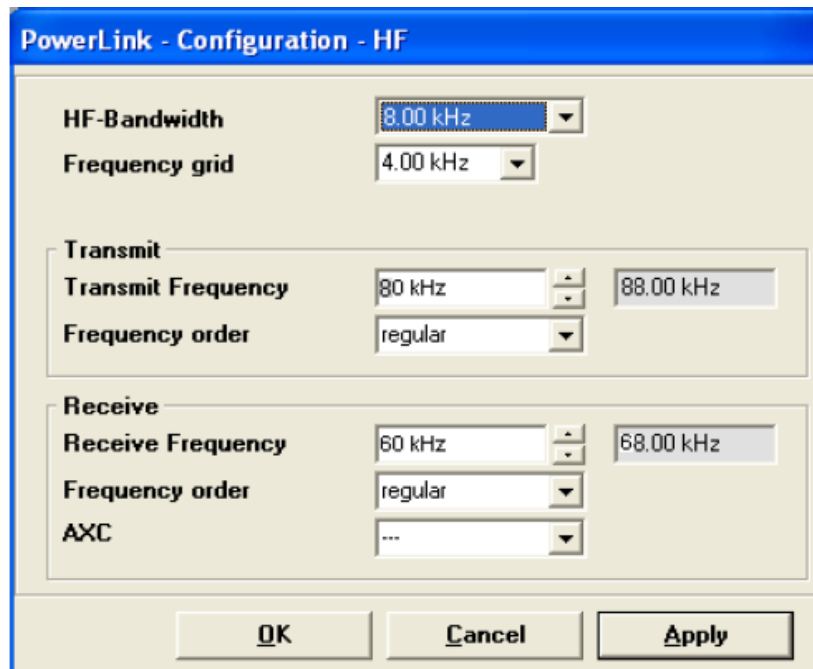 PowerLink - Configuration - HF
HF-Bandwidth 8.00 kHz
Frequency grid 4.00 kHz
Transmit
Transmit Frequency 80 kHz 88.00 kHz
Frequency order regular
Receive
Receive Frequency 60 kHz 68.00 kHz
Frequency order regular
AXC ---
OK Cancel Apply